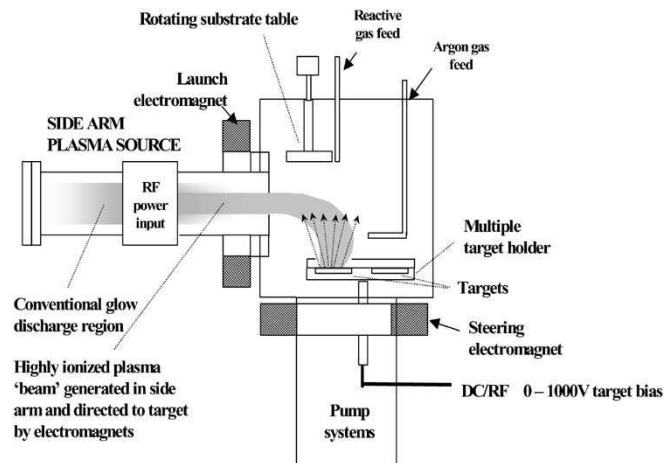 Rotating substrate table
Reactive
gas feed
Argon gas
feed
Launch
electromagnet
SIDE ARM
PLASMA SOURCE
RF
power
input
Multiple
target holder
Targets
Conventional glow
discharge region
Steering
electromagnet
Highly ionized plasma
‘beam’ generated in side
arm and directed to target
by electromagnets
DC/RF 0 – 1000V target bias
Pump
systems